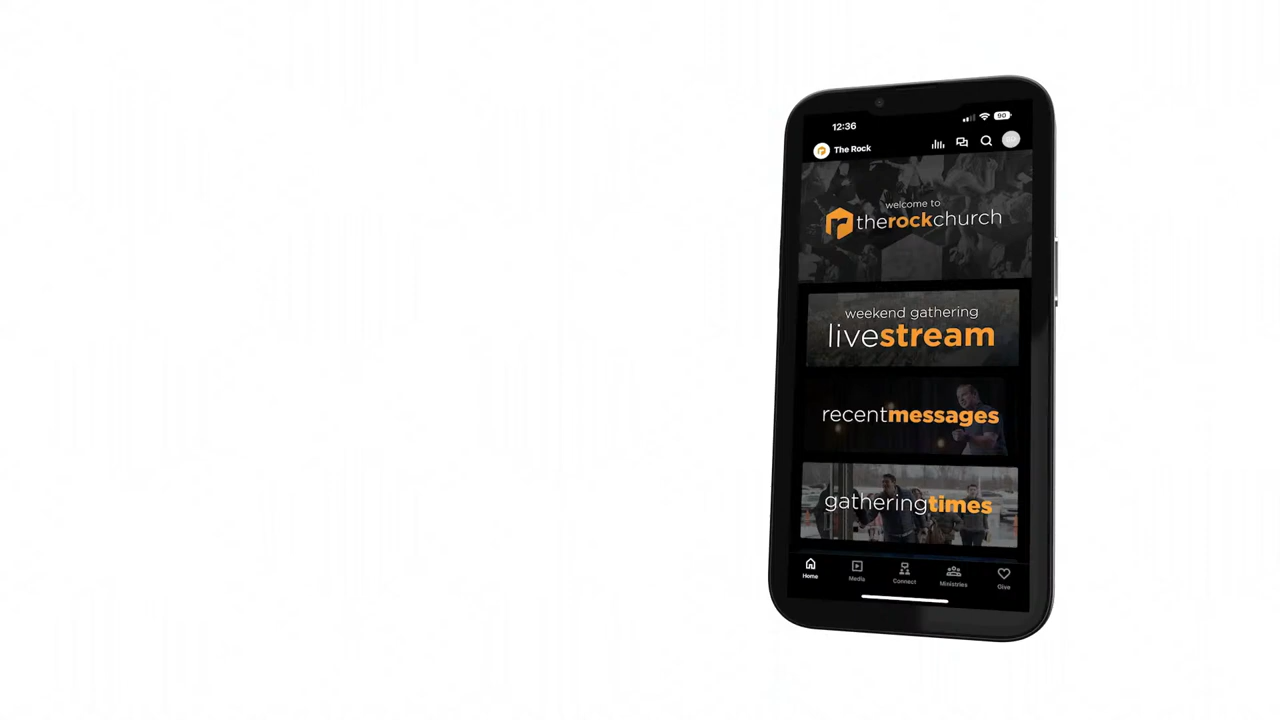 12:36
90
The Rock
welcome to
therockchurch
weekend gathering
livestream
recentmessages
gatheringtimes
Home
Media
Connect
Ministries
Give